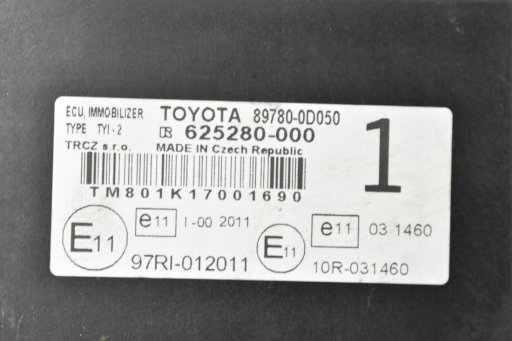 ECU, IMMOBILIZER TOYOTA 89780-0D050
TYPE TYI-2 625280-000
TRCZ s.r.o. MADE IN Czech Republic
1
TM801K17001690
E11 e11 I-00 2011 E11 e11 03 1460
97RI-012011 10R-031460